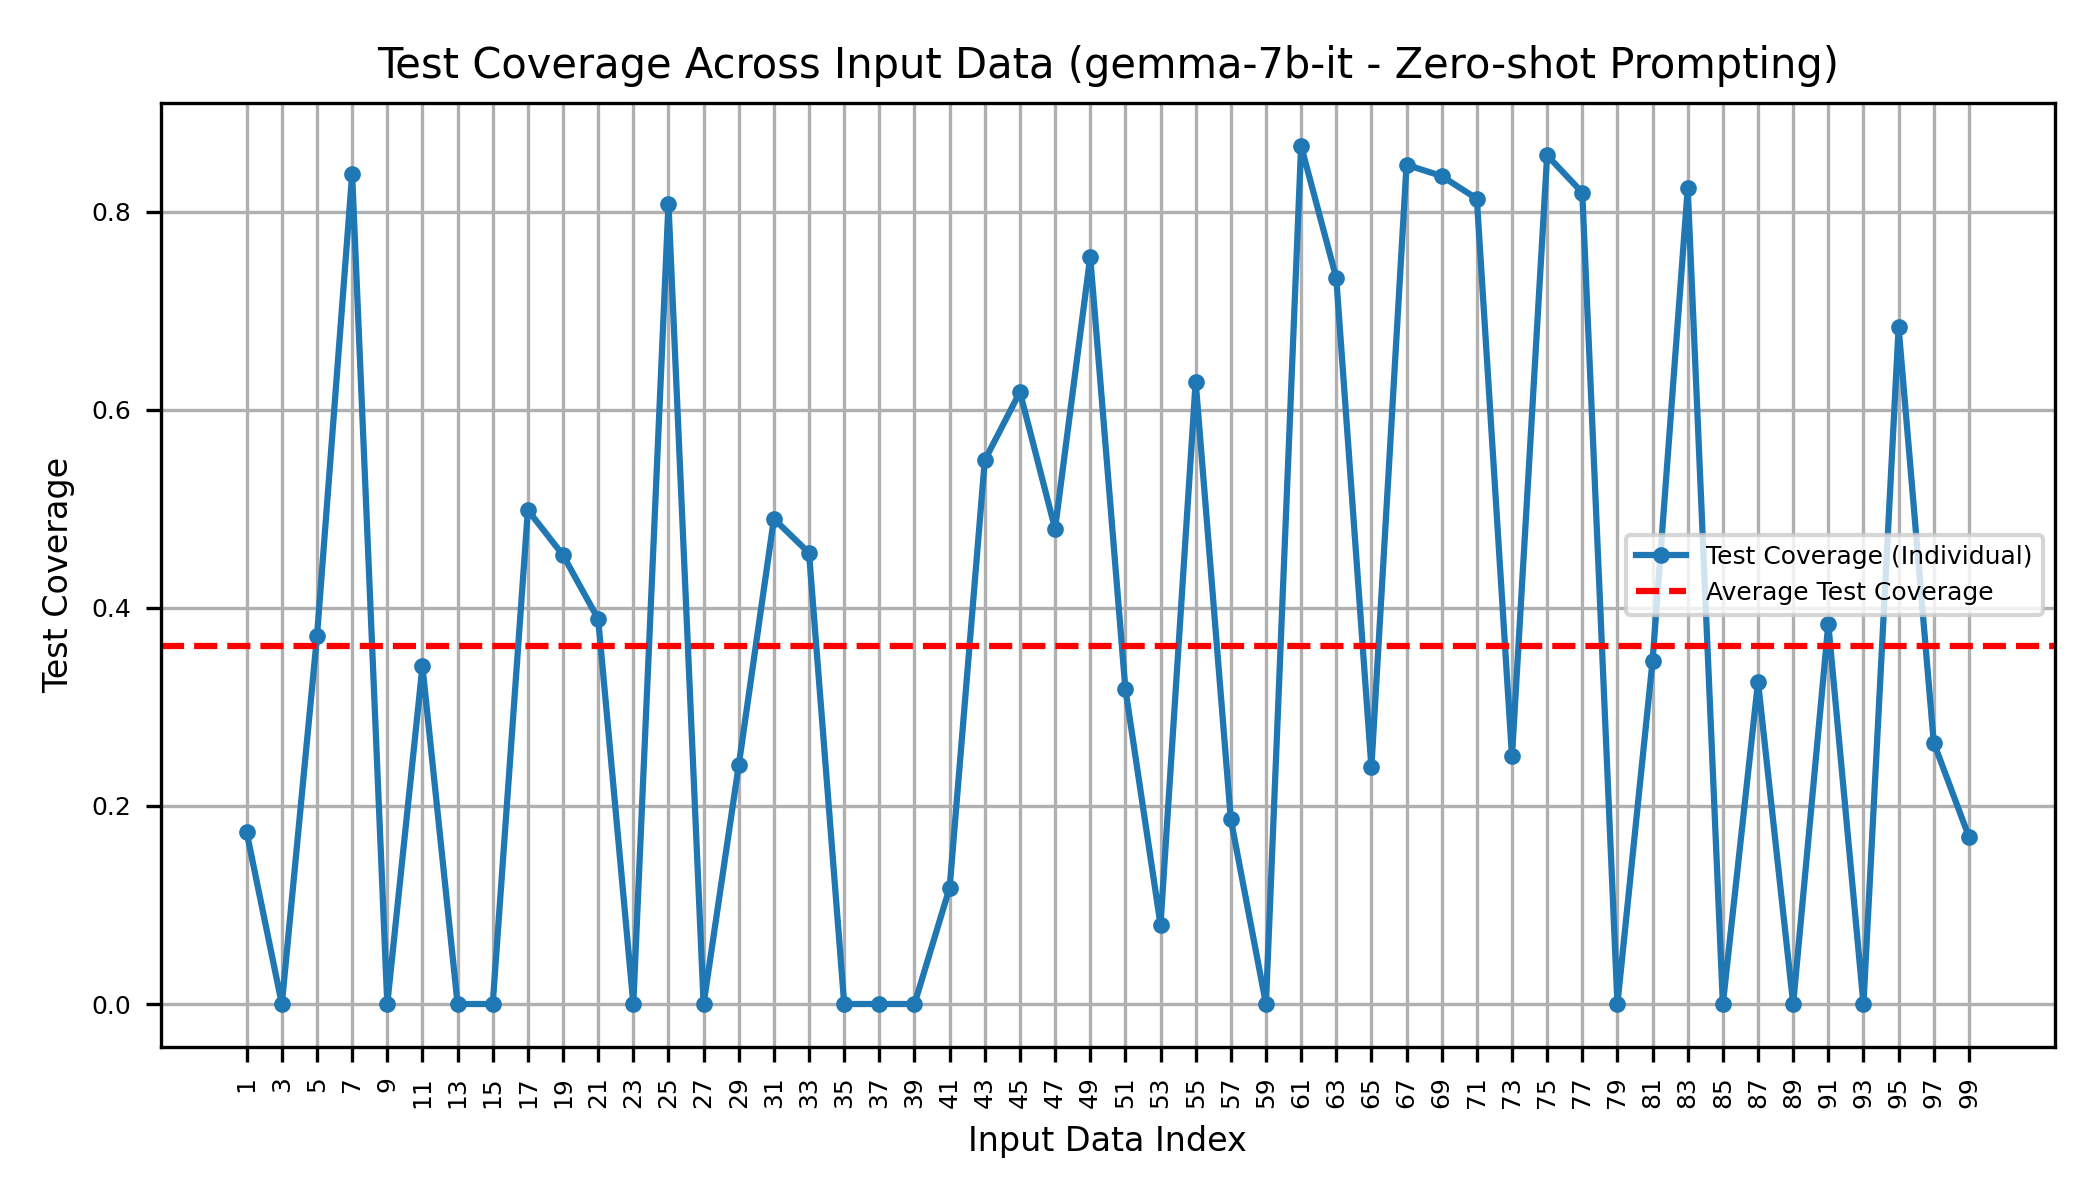 Test Coverage Across Input Data (gemma-7b-it - Zero-shot Prompting)
Test Coverage
0.8
0.6
0.4
0.2
0.0
Test Coverage (Individual)
Average Test Coverage
1 3 5 7 9 11 13 15 17 19 21 23 25 27 29 31 33 35 37 39 41 43 45 47 49 51 53 55 57 59 61 63 65 67 69 71 73 75 77 79 81 83 85 87 89 91 93 95 97 99
Input Data Index